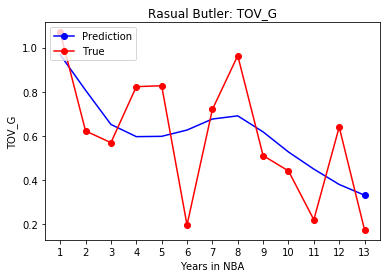 Rasual Butler: TOV_G
Prediction
True
TOV_G
1.0
0.8
0.6
0.4
0.2
1 2 3 4 5 6 7 8 9 10 11 12 13
Years in NBA